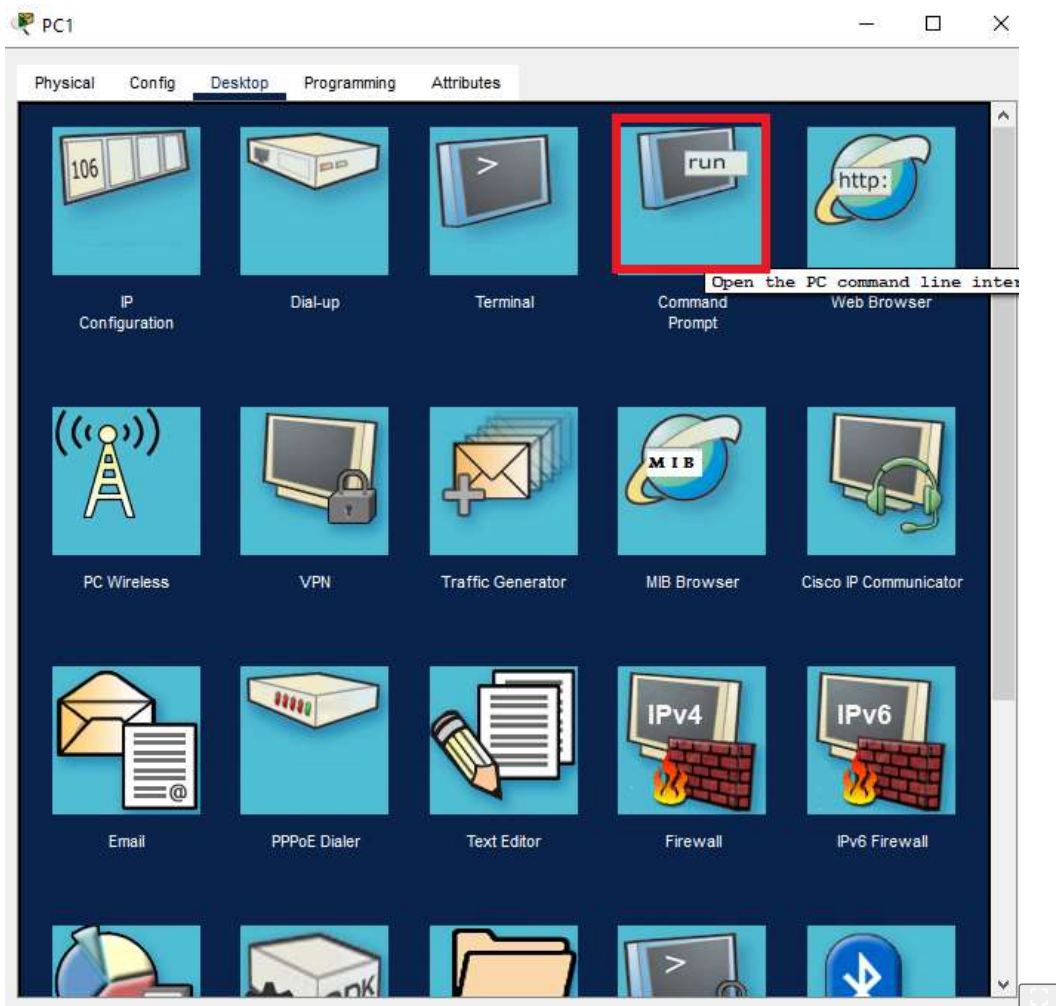 PC1
Physical Config Desktop Programming Attributes
106
>
run
http:
Open the PC command line inter
IP
Configuration
Dial-up
Terminal
Command
Prompt
Web Browser
MIB
PC Wireless
VPN
Traffic Generator
MIB Browser
Cisco IP Communicator
IPv4
IPv6
@
Email
PPPoE Dialer
Text Editor
Firewall
IPv6 Firewall
>